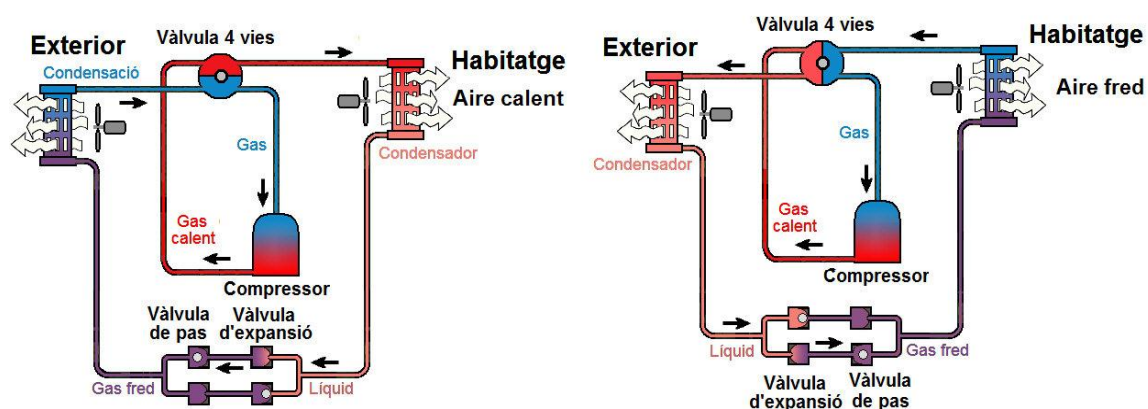 Vàlvula 4 vies
Exterior
Condensació
Habitatge
Aire calent
Condensador
Gas
Gas
calent
Compressor
Vàlvula
de pas
Vàlvula
d'expansió
Gas fred
Líquid
Vàlvula 4 vies
Exterior
Habitatge
Aire fred
Condensador
Gas
Gas
calent
Compressor
Líquid
Gas fred
Vàlvula
d'expansió
Vàlvula
de pas